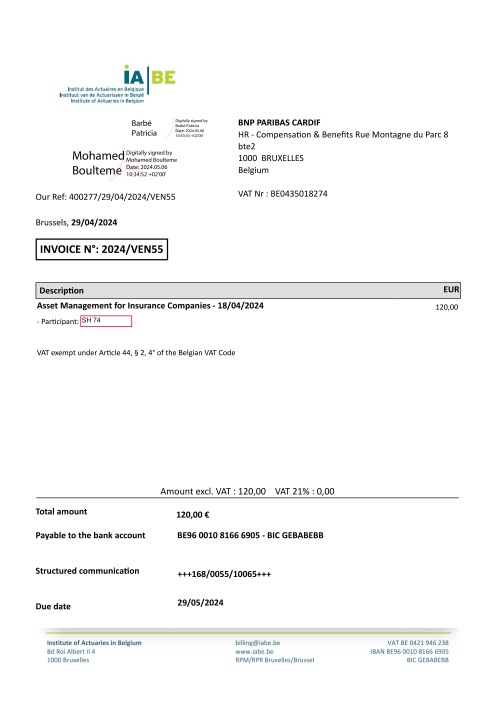 iA|BE
Institut des Actuaires en Belgique
Instituut van de Actuarissen in België
Institute of Actuaries in Belgium
Barbé
Patricia
Digitally signed by
Barbé Patricia
Date: 2024.05.06
BNP PARIBAS CARDIF
HR - Compensation & Benefits Rue Montagne du Parc 8
bte2
1000 BRUXELLES
Belgium
VAT Nr : BE0435018274
Mohamed
Boulteme
Digitally signed by
Mohamed Boulteme
Date: 2024.05.06
10:34:52 +02'00'
Our Ref: 400277/29/04/2024/VEN55
Brussels, 29/04/2024
INVOICE N°: 2024/VEN55
Description EUR
Asset Management for Insurance Companies - 18/04/2024 120,00
- Participant: SH 74
VAT exempt under Article 44, § 2, 4° of the Belgian VAT Code
Amount excl. VAT : 120,00 VAT 21% : 0,00
Total amount 120,00 €
Payable to the bank account BE96 0010 8166 6905 - BIC GEBABEBB
Structured communication +++168/0055/10065+++
Due date 29/05/2024
Institute of Actuaries in Belgium billing@iabe.be VAT BE 0421 946 238
Bd Roi Albert II 4 www.iabe.be IBAN BE96 0010 8166 6905
1000 Bruxelles RPM/RPR Bruxelles/Brussel BIC GEBABEBB